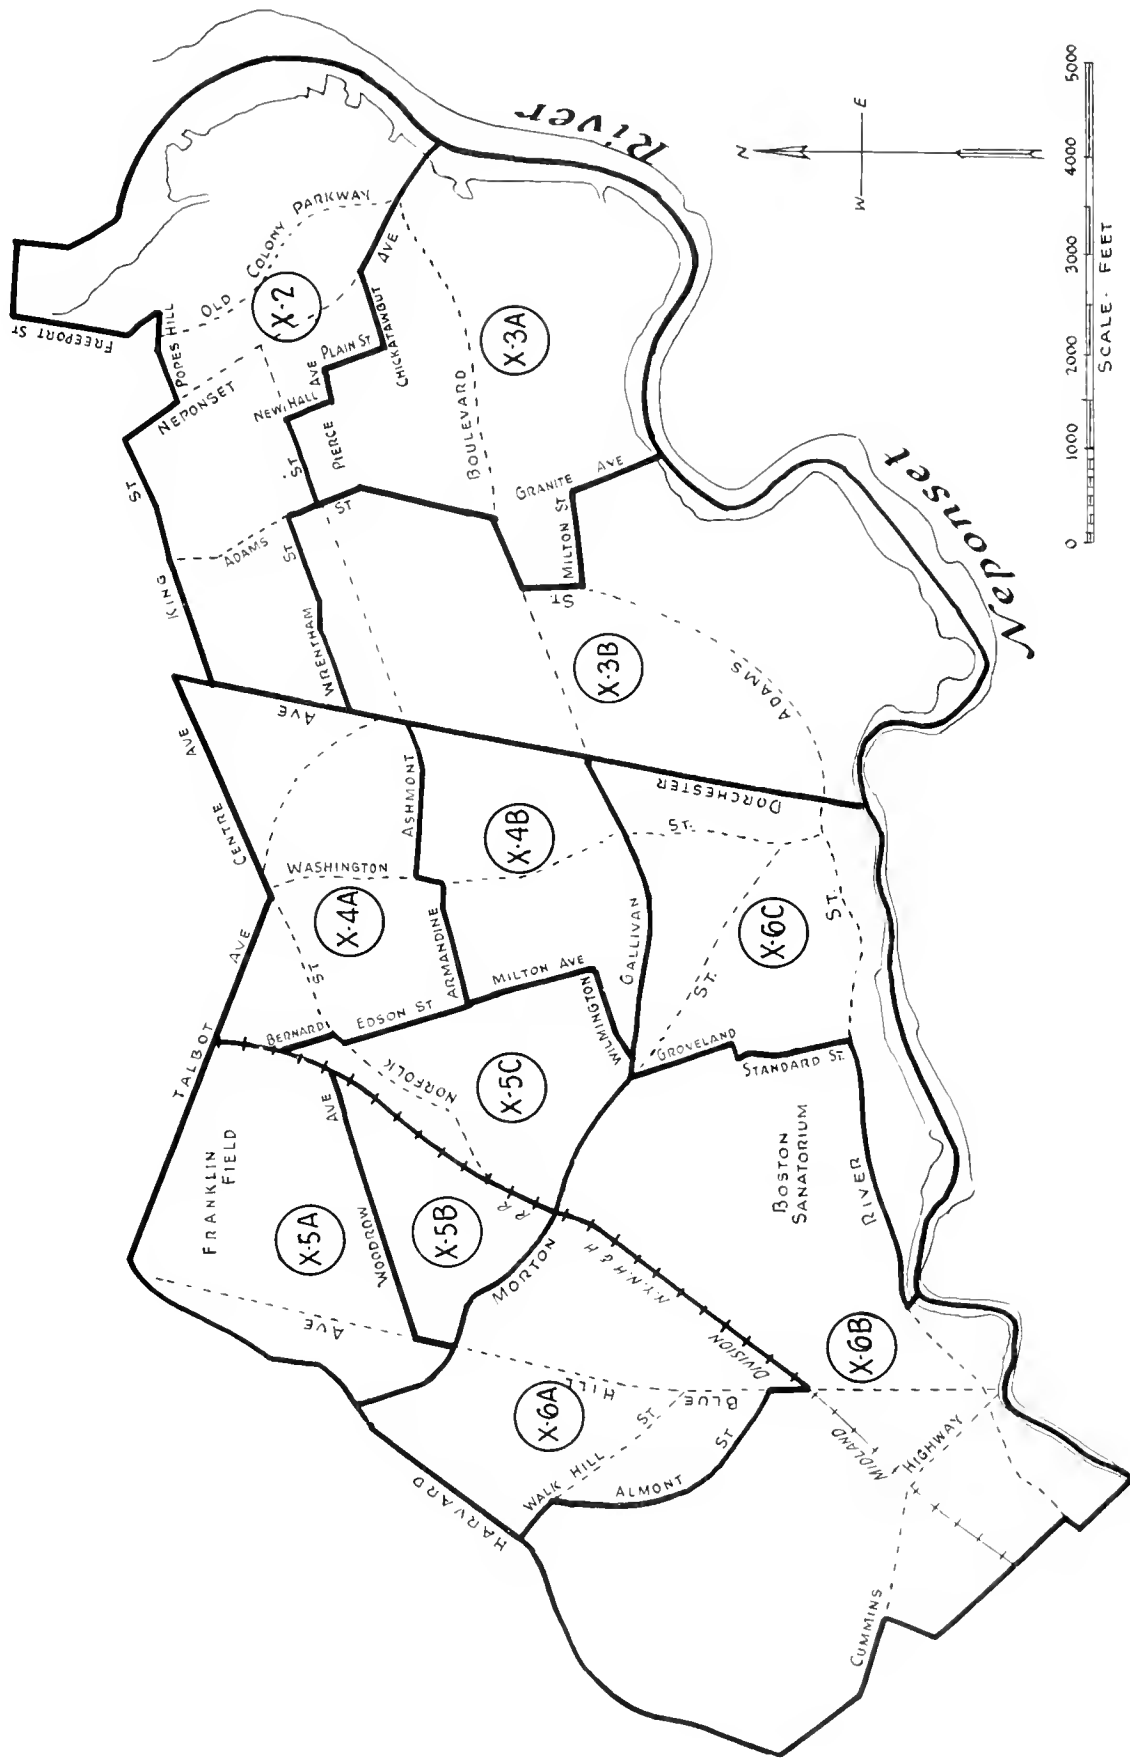 FREEPORT ST
POPES HILL
NEPONSET
OLD COLONY PARKWAY
X-2
KING ST
ADAMS ST
NEWHALL AVE
PLAIN ST
PIERCE ST
CHICKATAWBUT AVE
WRENTHAM ST
BOULEVARD
X-3A
GRANITE AVE
MILTON ST
X-3B
ADAMS ST
Neponset River
CENTRE AVE
DORCHESTER AVE
TALBOT AVE
WASHINGTON ST.
ASHMONT
X-4A
X-4B
ARMANDINE
BERNARD
ST
EDSON ST
MILTON AVE
WILMINGTON
GALLIVAN
NORFOLK
X-5C
FRANKLIN
FIELD
X-5A
WOODROW AVE
X-5B
MORTON
GROVELAND
STANDARD ST.
ST.
X-6C
ST.
BOSTON
SANATORIUM
RIVER
N.Y.N.H & H R.R.
MIDLAND DIVISION
BLUE HILL AVE
HARVARD
WALK HILL ST
X-6A
ALMONT ST
X-6B
CUMMINS HIGHWAY
N
W
E
0 1000 2000 3000 4000 5000
SCALE - FEET